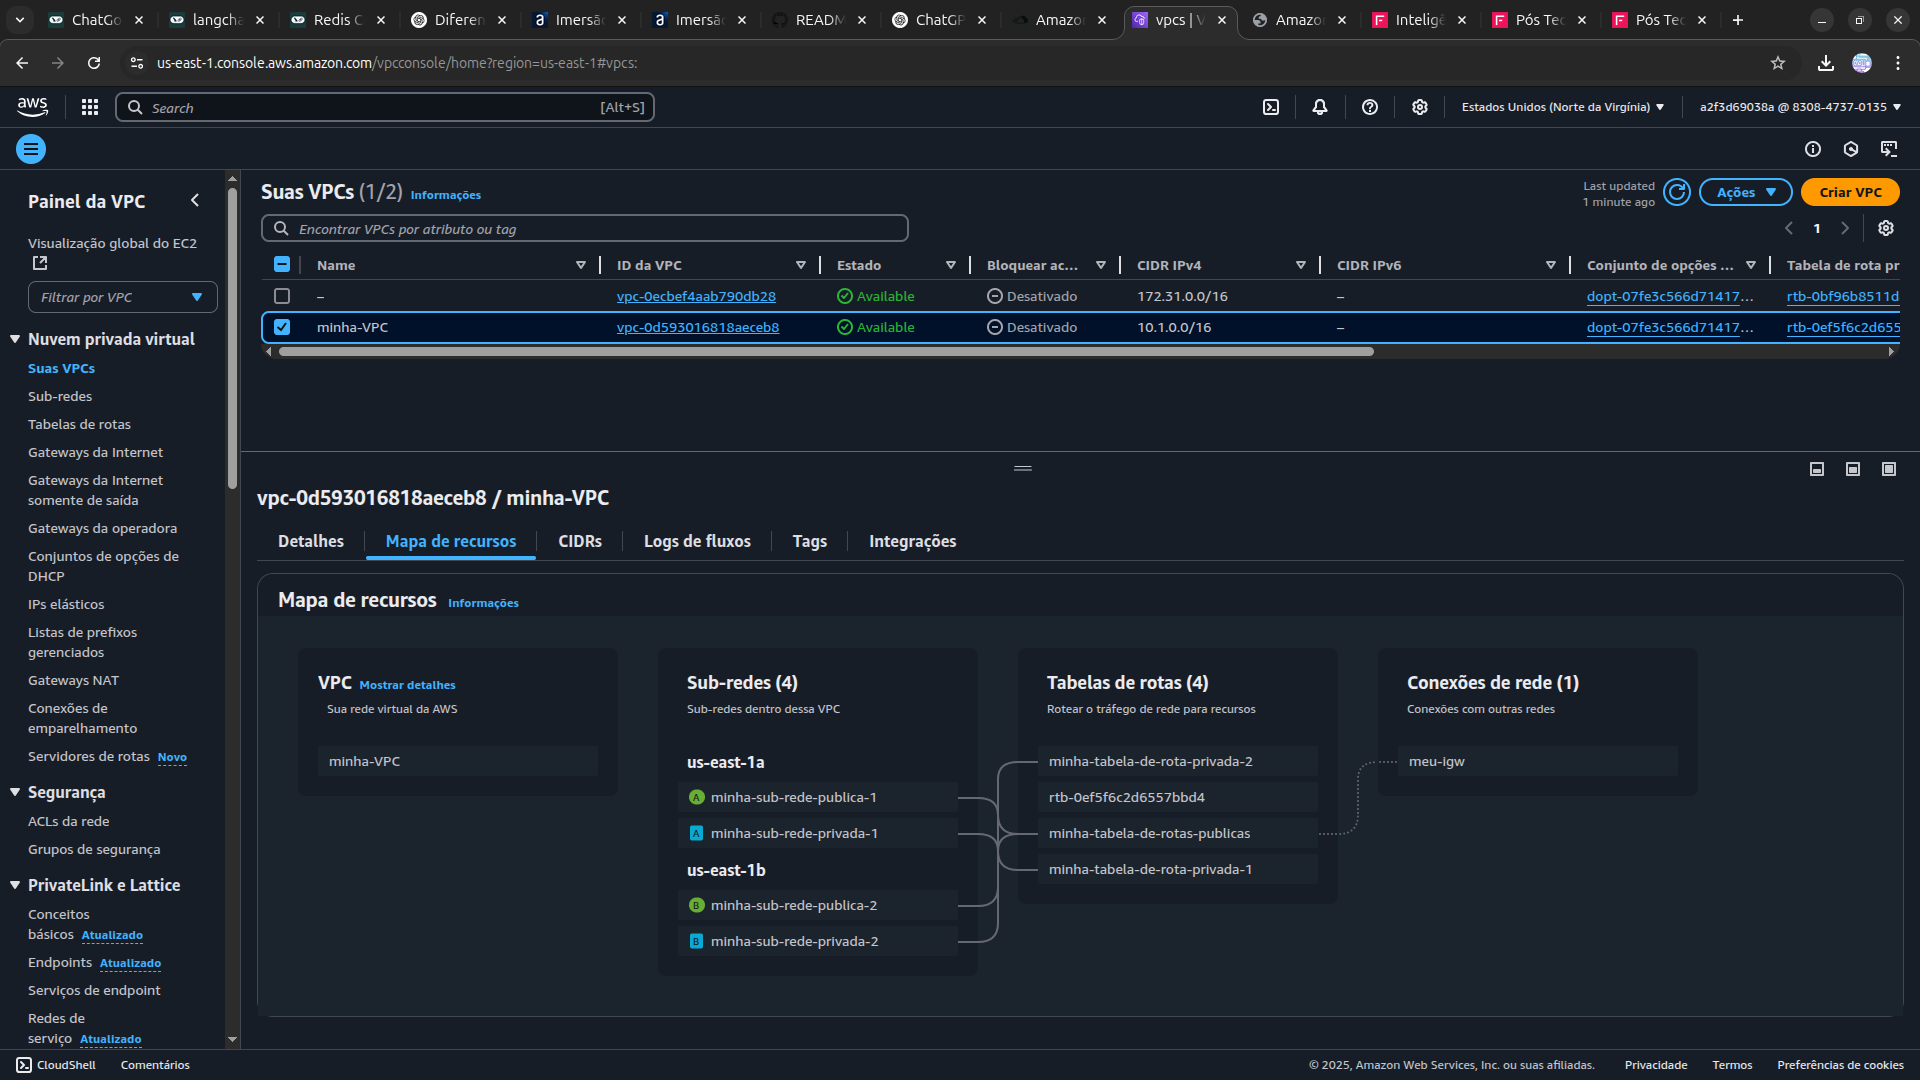 ChatGo
langcha
Redis C
Diferen
Imersão
Imersão
READM
ChatGP
Amazo
vpcs | V
Amazo
Intelig
Pós Tec
Pós Tec
us-east-1.console.aws.amazon.com/vpcconsole/home?region=us-east-1#vpcs:
aws
Search
[Alt+S]
Estados Unidos (Norte da Virgínia)
a2f3d69038a @ 8308-4737-0135
Painel da VPC
Visualização global do EC2
Filtrar por VPC
Nuvem privada virtual
Suas VPCs
Sub-redes
Tabelas de rotas
Gateways da Internet
Gateways da Internet
somente de saída
Gateways da operadora
Conjuntos de opções de
DHCP
IPs elásticos
Listas de prefixos
gerenciados
Gateways NAT
Conexões de
emparelhamento
Servidores de rotas Novo
Segurança
ACLs da rede
Grupos de segurança
PrivateLink e Lattice
Conceitos
básicos Atualizado
Endpoints Atualizado
Serviços de endpoint
Redes de
serviço Atualizado
Suas VPCs (1/2) Informações
Last updated
1 minute ago
Ações
Criar VPC
Encontrar VPCs por atributo ou tag
1
Name ID da VPC Estado Bloquear ac... CIDR IPv4 CIDR IPv6 Conjunto de opções ... Tabela de rota pr
– vpc-0ecbef4aab790db28 Available Desativado 172.31.0.0/16 – dopt-07fe3c566d71417... rtb-0bf96b8511d
minha-VPC vpc-0d593016818aeceb8 Available Desativado 10.1.0.0/16 – dopt-07fe3c566d71417... rtb-0ef5f6c2d655
vpc-0d593016818aeceb8 / minha-VPC
Detalhes Mapa de recursos CIDRs Logs de fluxos Tags Integrações
Mapa de recursos Informações
VPC Mostrar detalhes
Sua rede virtual da AWS
minha-VPC
Sub-redes (4)
Sub-redes dentro dessa VPC
us-east-1a
A minha-sub-rede-publica-1
A minha-sub-rede-privada-1
us-east-1b
B minha-sub-rede-publica-2
B minha-sub-rede-privada-2
Tabelas de rotas (4)
Rotear o tráfego de rede para recursos
minha-tabela-de-rota-privada-2
rtb-0ef5f6c2d6557bbd4
minha-tabela-de-rotas-publicas
minha-tabela-de-rota-privada-1
Conexões de rede (1)
Conexões com outras redes
meu-igw
CloudShell Comentários
© 2025, Amazon Web Services, Inc. ou suas afiliadas. Privacidade Termos Preferências de cookies